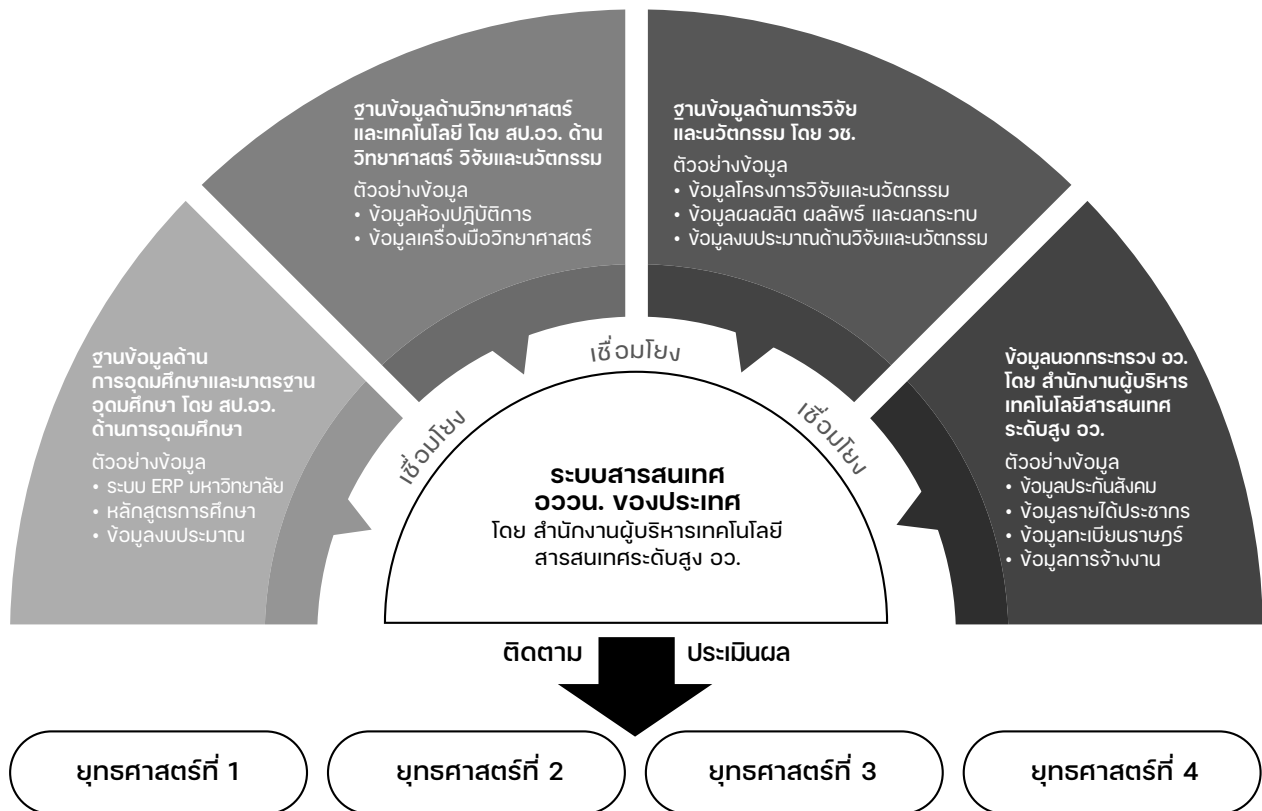 ฐานข้อมูลด้านวิทยาศาสตร์
และเทคโนโลยี โดย สป.อว. ด้าน
วิทยาศาสตร์ วิจัยและนวัตกรรม
ตัวอย่างข้อมูล
• ข้อมูลห้องปฏิบัติการ
• ข้อมูลเครื่องมือวิทยาศาสตร์
ฐานข้อมูลด้านการวิจัย
และนวัตกรรม โดย วช.
ตัวอย่างข้อมูล
• ข้อมูลโครงการวิจัยและนวัตกรรม
• ข้อมูลผลผลิต ผลลัพธ์ และผลกระทบ
• ข้อมูลงบประมาณด้านวิจัยและนวัตกรรม
ฐานข้อมูลด้าน
การอุดมศึกษาและมาตรฐาน
อุดมศึกษา โดย สป.อว.
ด้านการอุดมศึกษา
ตัวอย่างข้อมูล
• ระบบ ERP มหาวิทยาลัย
• หลักสูตรการศึกษา
• ข้อมูลงบประมาณ
เชื่อมโยง
เชื่อมโยง
เชื่อมโยง
ข้อมูลนอกกระทรวง อว.
โดย สำนักงานผู้บริหาร
เทคโนโลยีสารสนเทศ
ระดับสูง อว.
ตัวอย่างข้อมูล
• ข้อมูลประกันสังคม
• ข้อมูลรายได้ประชากร
• ข้อมูลทะเบียนราษฎร์
• ข้อมูลการจ้างงาน
ระบบสารสนเทศ
อววน. ของประเทศ
โดย สำนักงานผู้บริหารเทคโนโลยี
สารสนเทศระดับสูง อว.
ติดตาม ประเมินผล
ยุทธศาสตร์ที่ 1
ยุทธศาสตร์ที่ 2
ยุทธศาสตร์ที่ 3
ยุทธศาสตร์ที่ 4